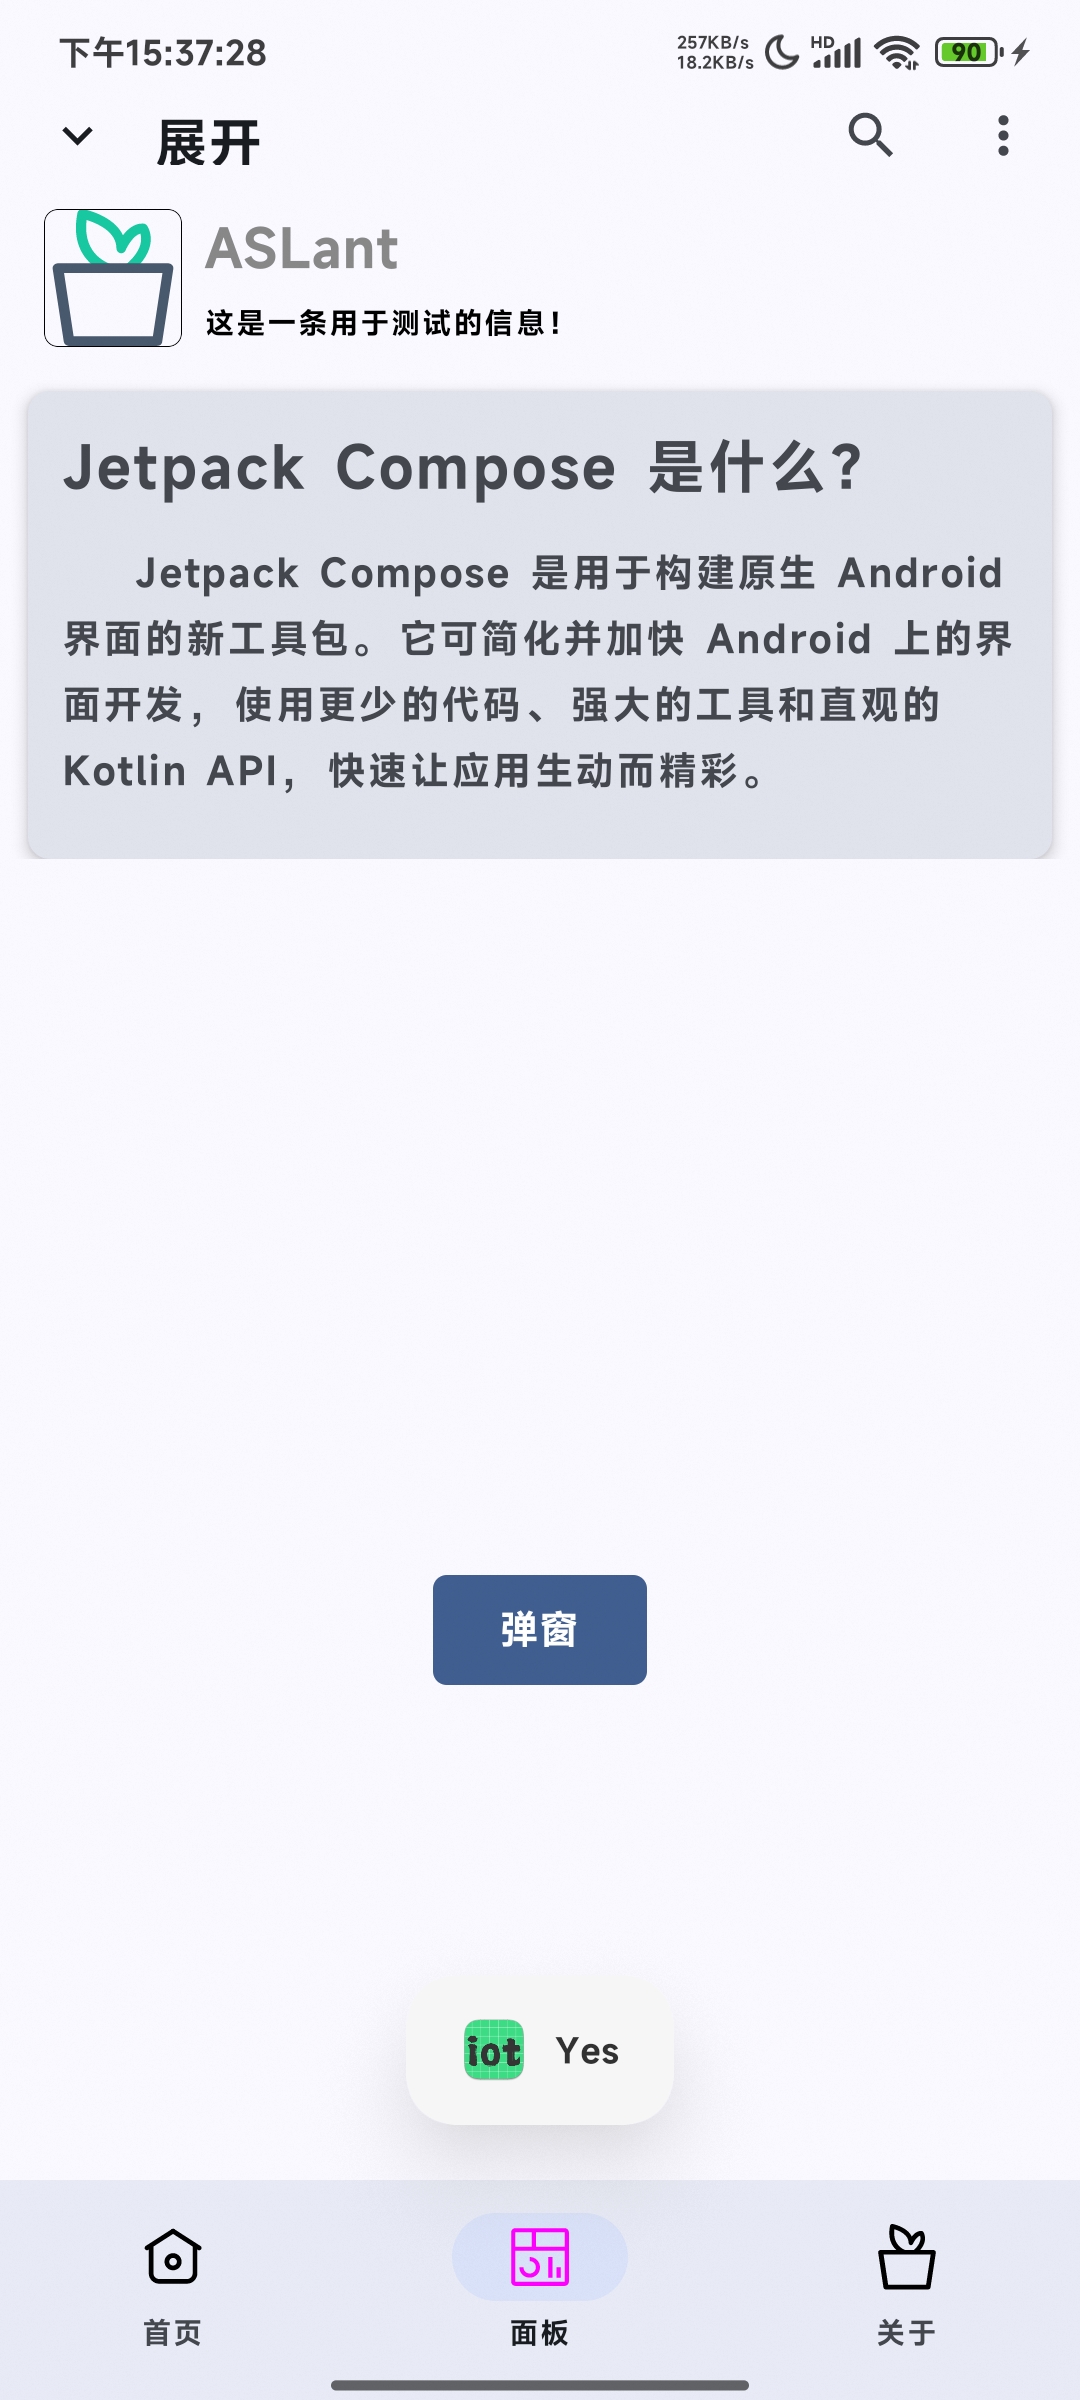 下午15:37:28
257KB/s
18.2KB/s
HD
90
展开
ASLant
这是一条用于测试的信息！
Jetpack Compose 是什么？
Jetpack Compose 是用于构建原生 Android
界面的新工具包。它可简化并加快 Android 上的界
面开发，使用更少的代码、强大的工具和直观的
Kotlin API，快速让应用生动而精彩。
弹窗
iot
Yes
首页
面板
关于